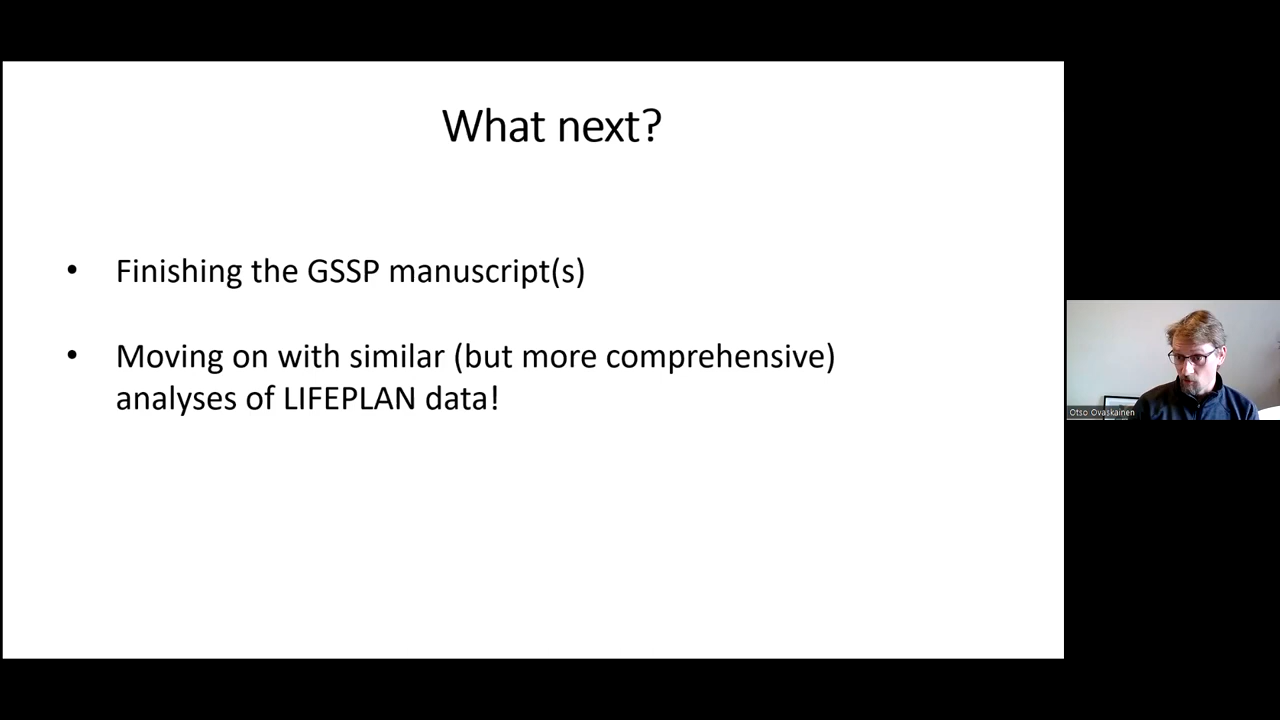 What next?
• Finishing the GSSP manuscript(s)
• Moving on with similar (but more comprehensive)
analyses of LIFEPLAN data!
Otso Ovaskainen